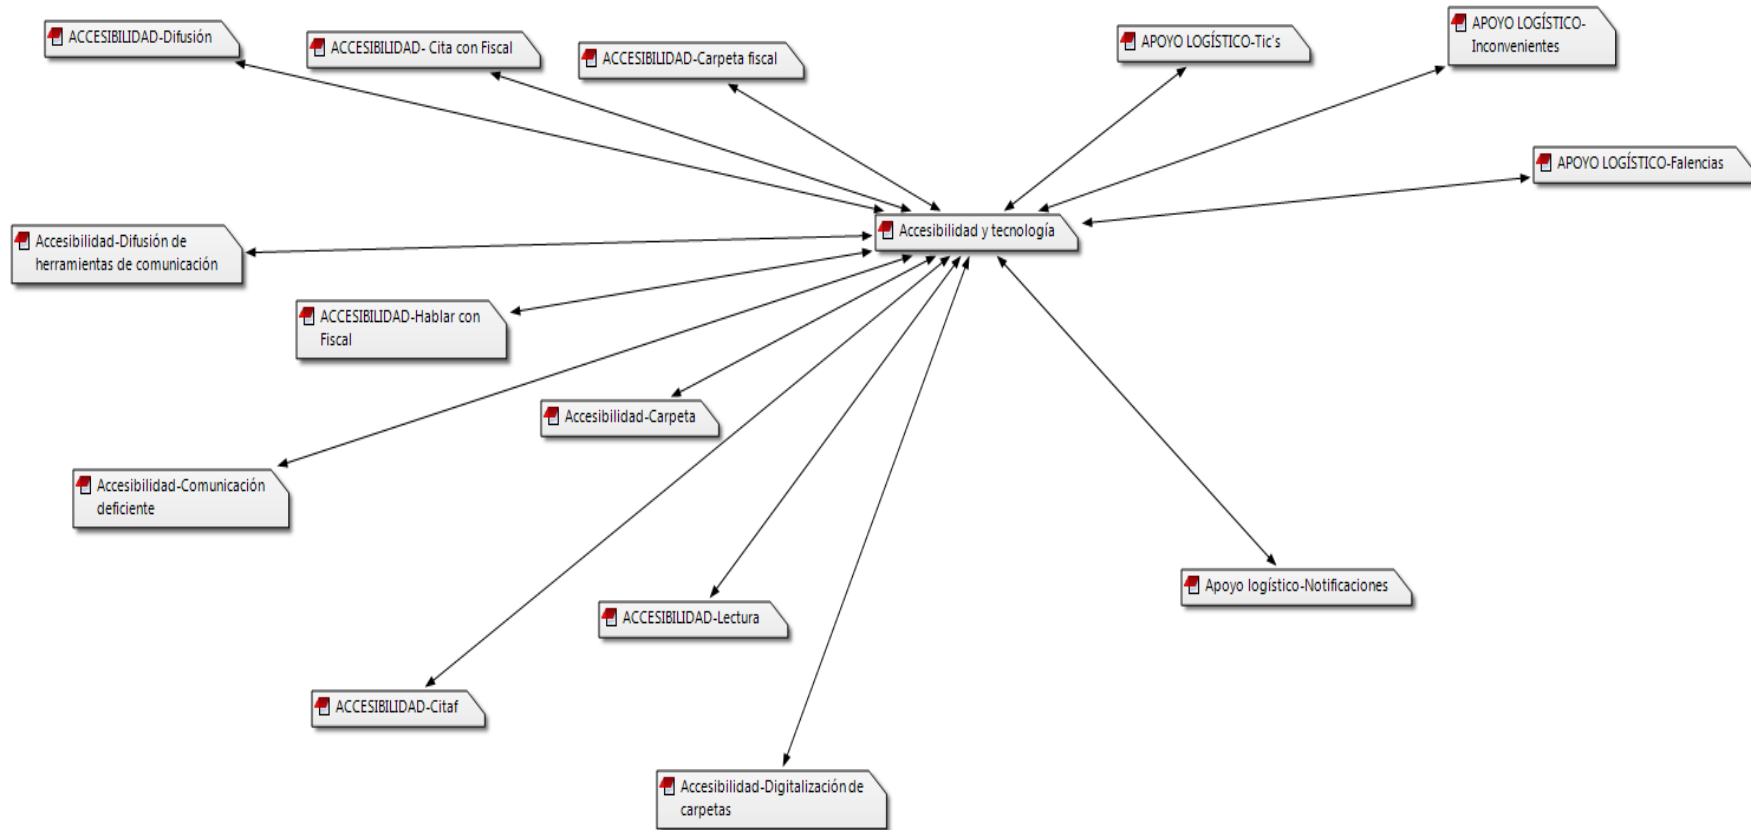 ACCESIBILIDAD-Difusión
ACCESIBILIDAD- Cita con Fiscal
ACCESIBILIDAD-Carpeta fiscal
APOYO LOGÍSTICO-Tic's
APOYO LOGÍSTICO-
Inconvenientes
APOYO LOGÍSTICO-Falencias
Accesibilidad y tecnología
Accesibilidad-Difusión de
herramientas de comunicación
ACCESIBILIDAD-Hablar con
Fiscal
Accesibilidad-Carpeta
Accesibilidad-Comunicación
deficiente
Apoyo logístico-Notificaciones
ACCESIBILIDAD-Lectura
ACCESIBILIDAD-Citaf
Accesibilidad-Digitalización de
carpetas